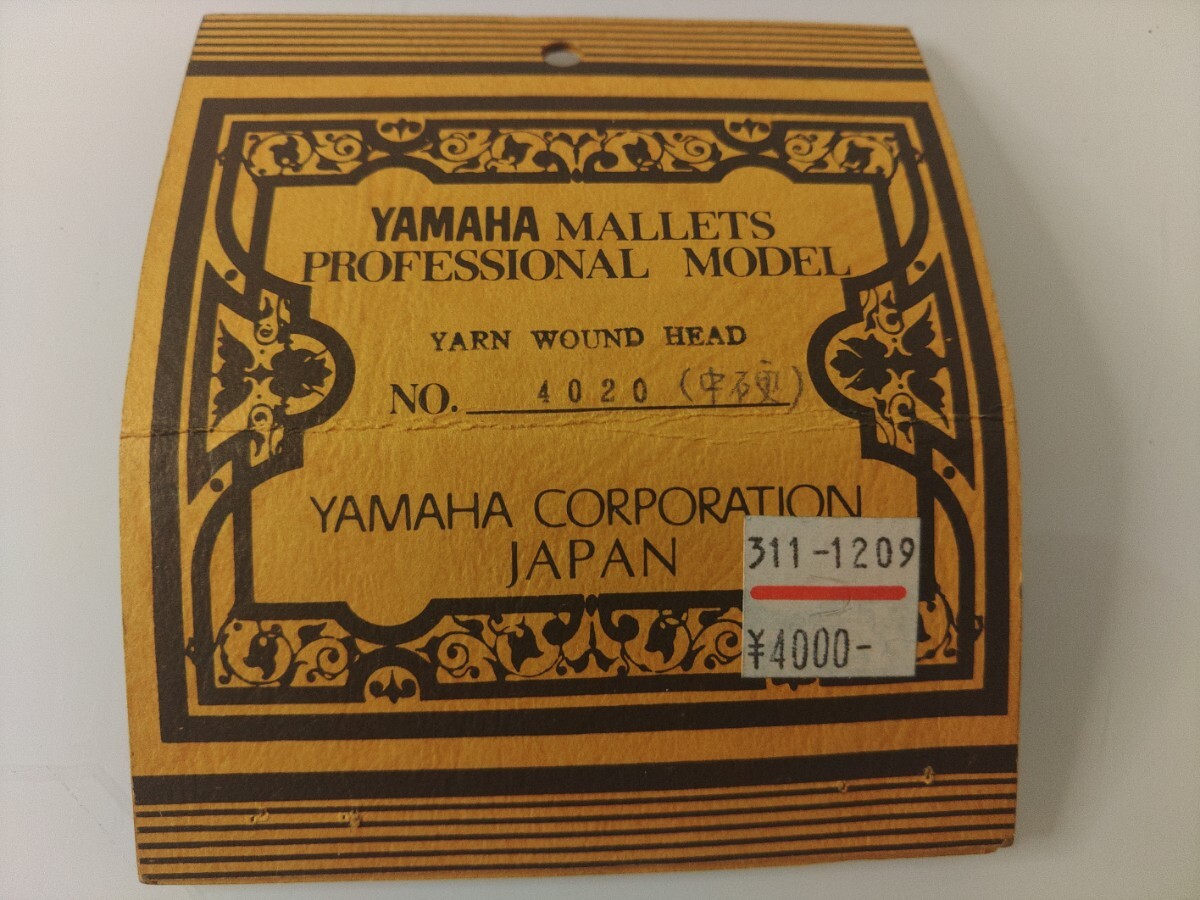 YAMAHA MALLETS
PROFESSIONAL MODEL
YARN WOUND HEAD
NO. 4020 (中硬)
YAMAHA CORPORATION
JAPAN
311-1209
¥4000-